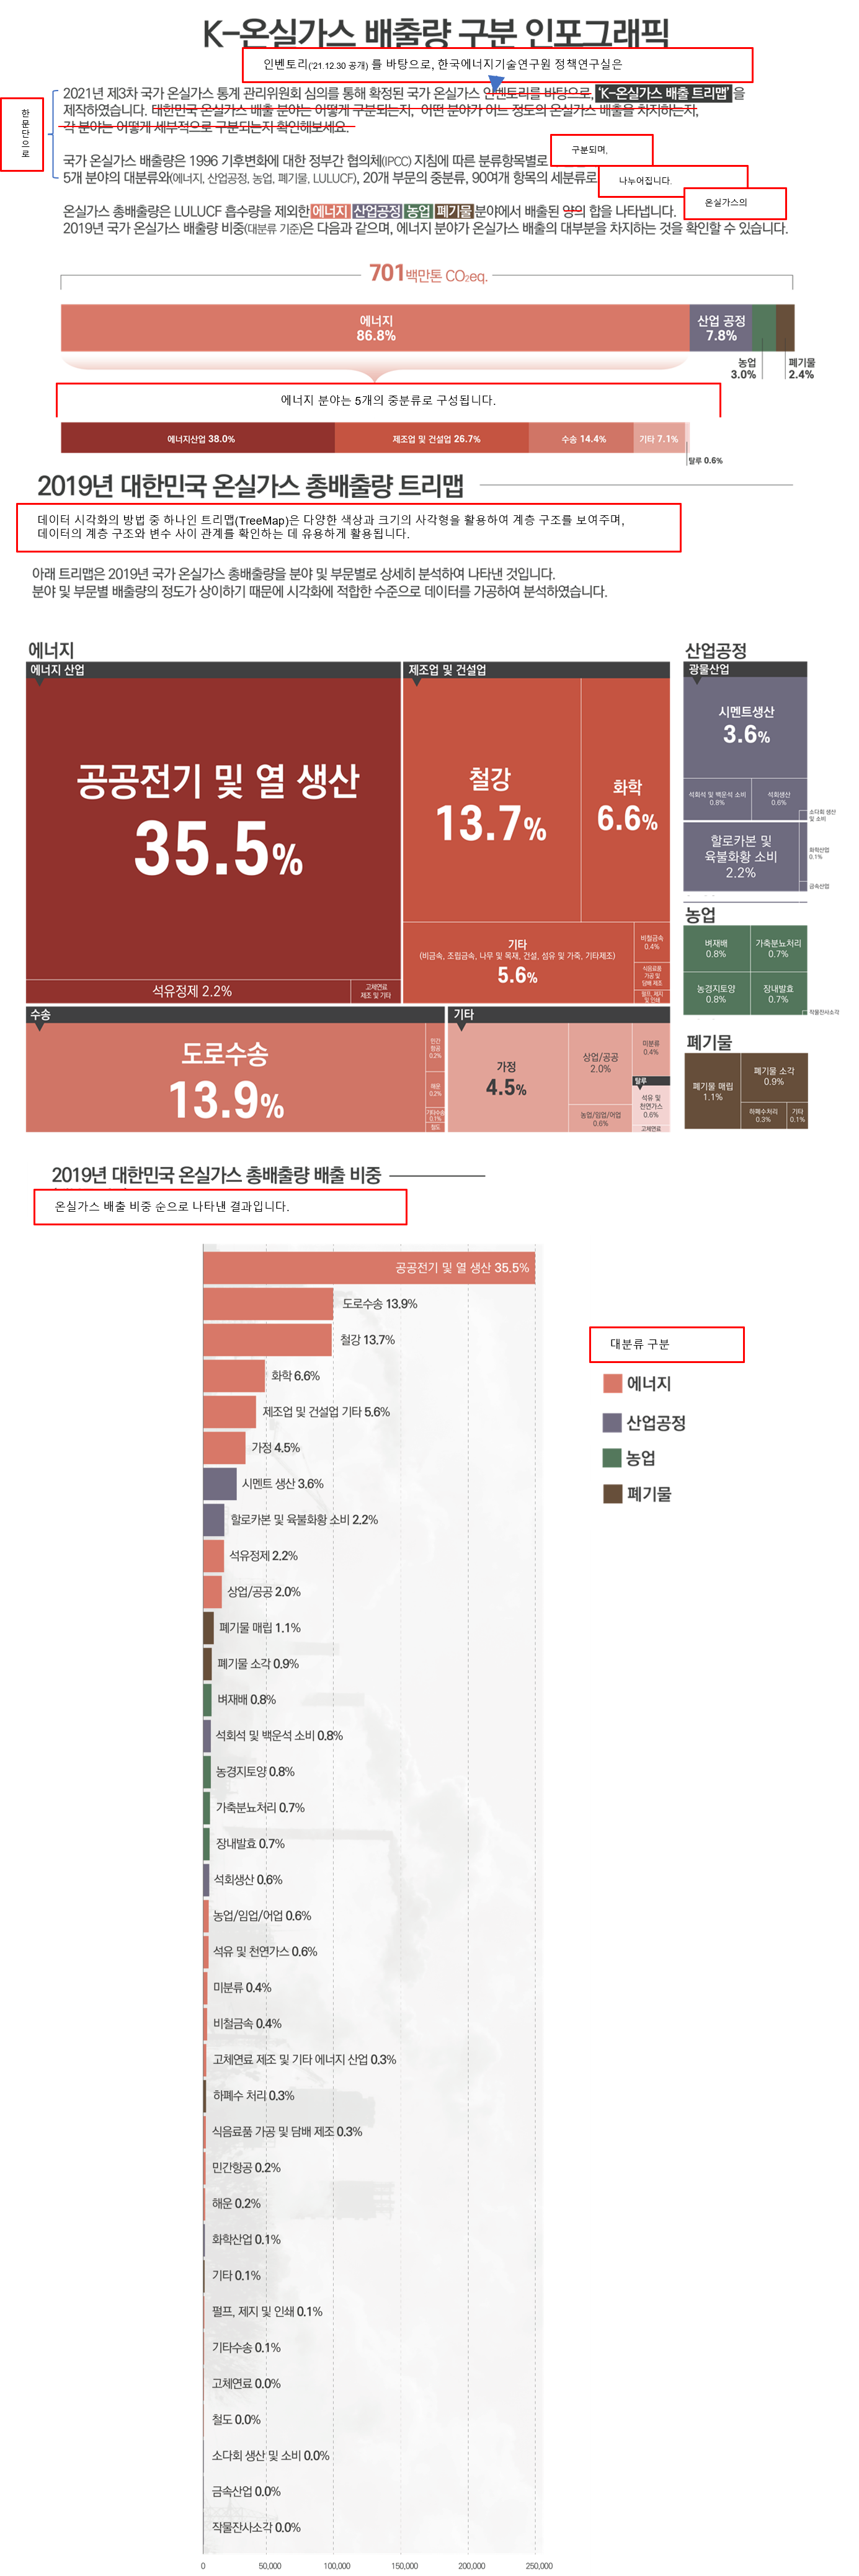 K-온실가스 배출량 구분 인포그래픽
인벤토리('21.12.30 공개) 를 바탕으로, 한국에너지기술연구원 정책연구실은
한 문단으로
2021년 제3차 국가 온실가스 통계 관리위원회 심의를 통해 확정된 국가 온실가스 인벤토리를 바탕으로, 'K-온실가스 배출 트리맵'을
제작하였습니다. 대한민국 온실가스 배출 분야는 어떻게 구분되는지, 어떤 분야가 어느 정도의 온실가스 배출을 차지하는지,
각 분야는 어떻게 세부적으로 구분되는지 확인해보세요.
국가 온실가스 배출량은 1996 기후변화에 대한 정부간 협의체(IPCC) 지침에 따른 분류항목별로
구분되며,
5개 분야의 대분류와(에너지, 산업공정, 농업, 폐기물, LULUCF), 20개 부문의 중분류, 90여개 항목의 세분류로
나누어집니다.
온실가스의
온실가스 총배출량은 LULUCF 흡수량을 제외한 에너지 산업공정 농업 폐기물 분야에서 배출된 양의 합을 나타냅니다.
2019년 국가 온실가스 배출량 비중(대분류 기준)은 다음과 같으며, 에너지 분야가 온실가스 배출의 대부분을 차지하는 것을 확인할 수 있습니다.
701백만톤 CO₂eq.
에너지
86.8%
산업 공정
7.8%
농업
3.0%
폐기물
2.4%
에너지 분야는 5개의 중분류로 구성됩니다.
에너지산업 38.0%
제조업 및 건설업 26.7%
수송 14.4%
기타 7.1%
탈루 0.6%
2019년 대한민국 온실가스 총배출량 트리맵
데이터 시각화의 방법 중 하나인 트리맵(TreeMap)은 다양한 색상과 크기의 사각형을 활용하여 계층 구조를 보여주며,
데이터의 계층 구조와 변수 사이 관계를 확인하는 데 유용하게 활용됩니다.
아래 트리맵은 2019년 국가 온실가스 총배출량을 분야 및 부문별로 상세히 분석하여 나타낸 것입니다.
분야 및 부문별 배출량의 정도가 상이하기 때문에 시각화에 적합한 수준으로 데이터를 가공하여 분석하였습니다.
에너지
에너지 산업
공공전기 및 열 생산
35.5%
석유정제 2.2%
고체연료
제조 및 기타
제조업 및 건설업
철강
13.7%
화학
6.6%
기타
(비금속, 조립금속, 나무 및 목재, 건설, 섬유 및 가죽, 기타제조)
5.6%
비철금속
0.4%
식음료품
가공 및
담배 제조
펄프, 제지
및 인쇄
수송
도로수송
13.9%
민간
항공
0.2%
해운
0.2%
기타수송
0.1%
철도
기타
가정
4.5%
상업/공공
2.0%
농업/임업/어업
0.6%
미분류
0.4%
탈루
석유 및
천연가스
0.6%
고체연료
산업공정
광물산업
시멘트생산
3.6%
석회석 및 백운석 소비
0.8%
석회생산
0.6%
소다회 생산
및 소비
할로카본 및
육불화황 소비
2.2%
화학산업
0.1%
금속산업
농업
벼재배
0.8%
가축분뇨처리
0.7%
농경지토양
0.8%
장내발효
0.7%
작물잔사소각
폐기물
폐기물 매립
1.1%
폐기물 소각
0.9%
하폐수처리
0.3%
기타
0.1%
2019년 대한민국 온실가스 총배출량 배출 비중
온실가스 배출 비중 순으로 나타낸 결과입니다.
공공전기 및 열 생산 35.5%
도로수송 13.9%
철강 13.7%
화학 6.6%
제조업 및 건설업 기타 5.6%
가정 4.5%
시멘트 생산 3.6%
할로카본 및 육불화황 소비 2.2%
석유정제 2.2%
상업/공공 2.0%
폐기물 매립 1.1%
폐기물 소각 0.9%
벼재배 0.8%
석회석 및 백운석 소비 0.8%
농경지토양 0.8%
가축분뇨처리 0.7%
장내발효 0.7%
석회생산 0.6%
농업/임업/어업 0.6%
석유 및 천연가스 0.6%
미분류 0.4%
비철금속 0.4%
고체연료 제조 및 기타 에너지 산업 0.3%
하폐수 처리 0.3%
식음료품 가공 및 담배 제조 0.3%
민간항공 0.2%
해운 0.2%
화학산업 0.1%
기타 0.1%
펄프, 제지 및 인쇄 0.1%
기타수송 0.1%
고체연료 0.0%
철도 0.0%
소다회 생산 및 소비 0.0%
금속산업 0.0%
작물잔사소각 0.0%
0 50,000 100,000 150,000 200,000 250,000
대분류 구분
에너지
산업공정
농업
폐기물